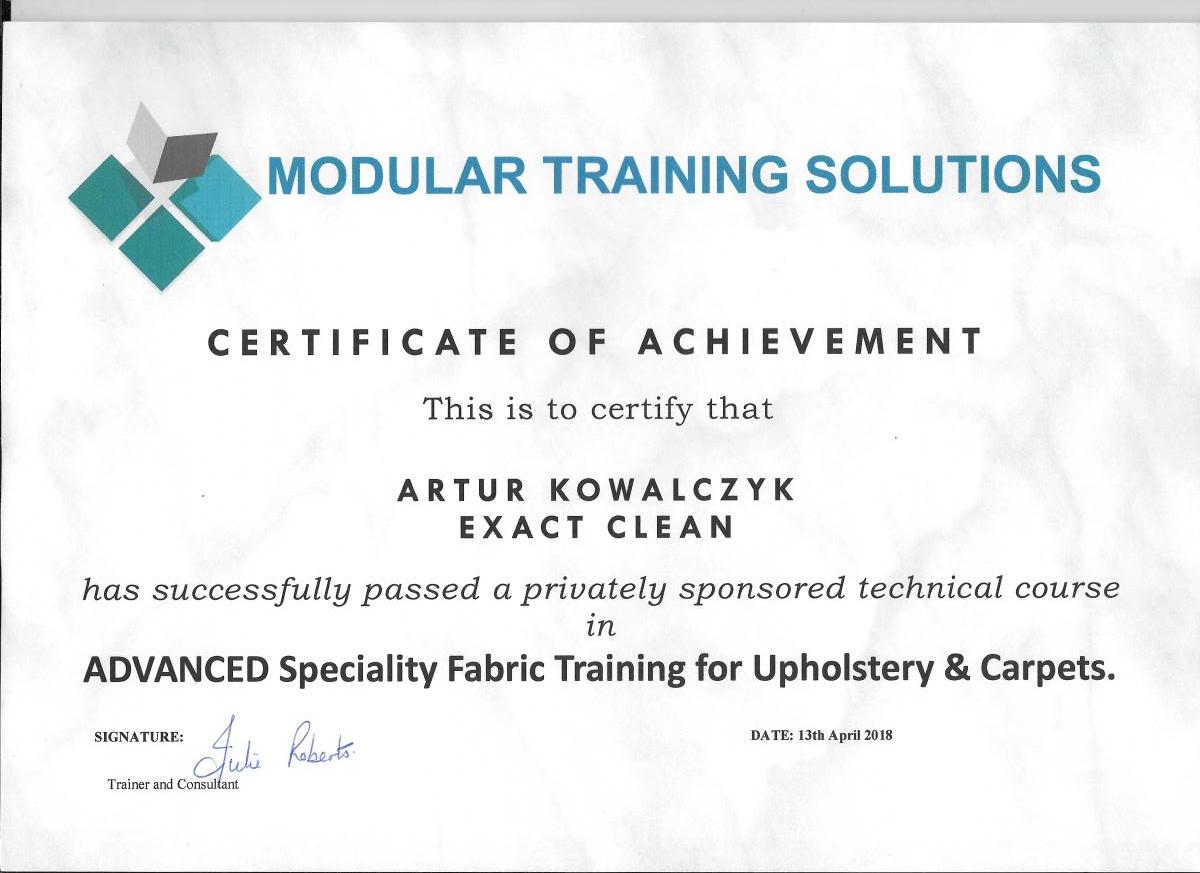 MODULAR TRAINING SOLUTIONS
CERTIFICATE OF ACHIEVEMENT
This is to certify that
ARTUR KOWALCZYK
EXACT CLEAN
has successfully passed a privately sponsored technical course
in
ADVANCED Speciality Fabric Training for Upholstery & Carpets.
SIGNATURE: Julie Roberts. DATE: 13th April 2018
Trainer and Consultant